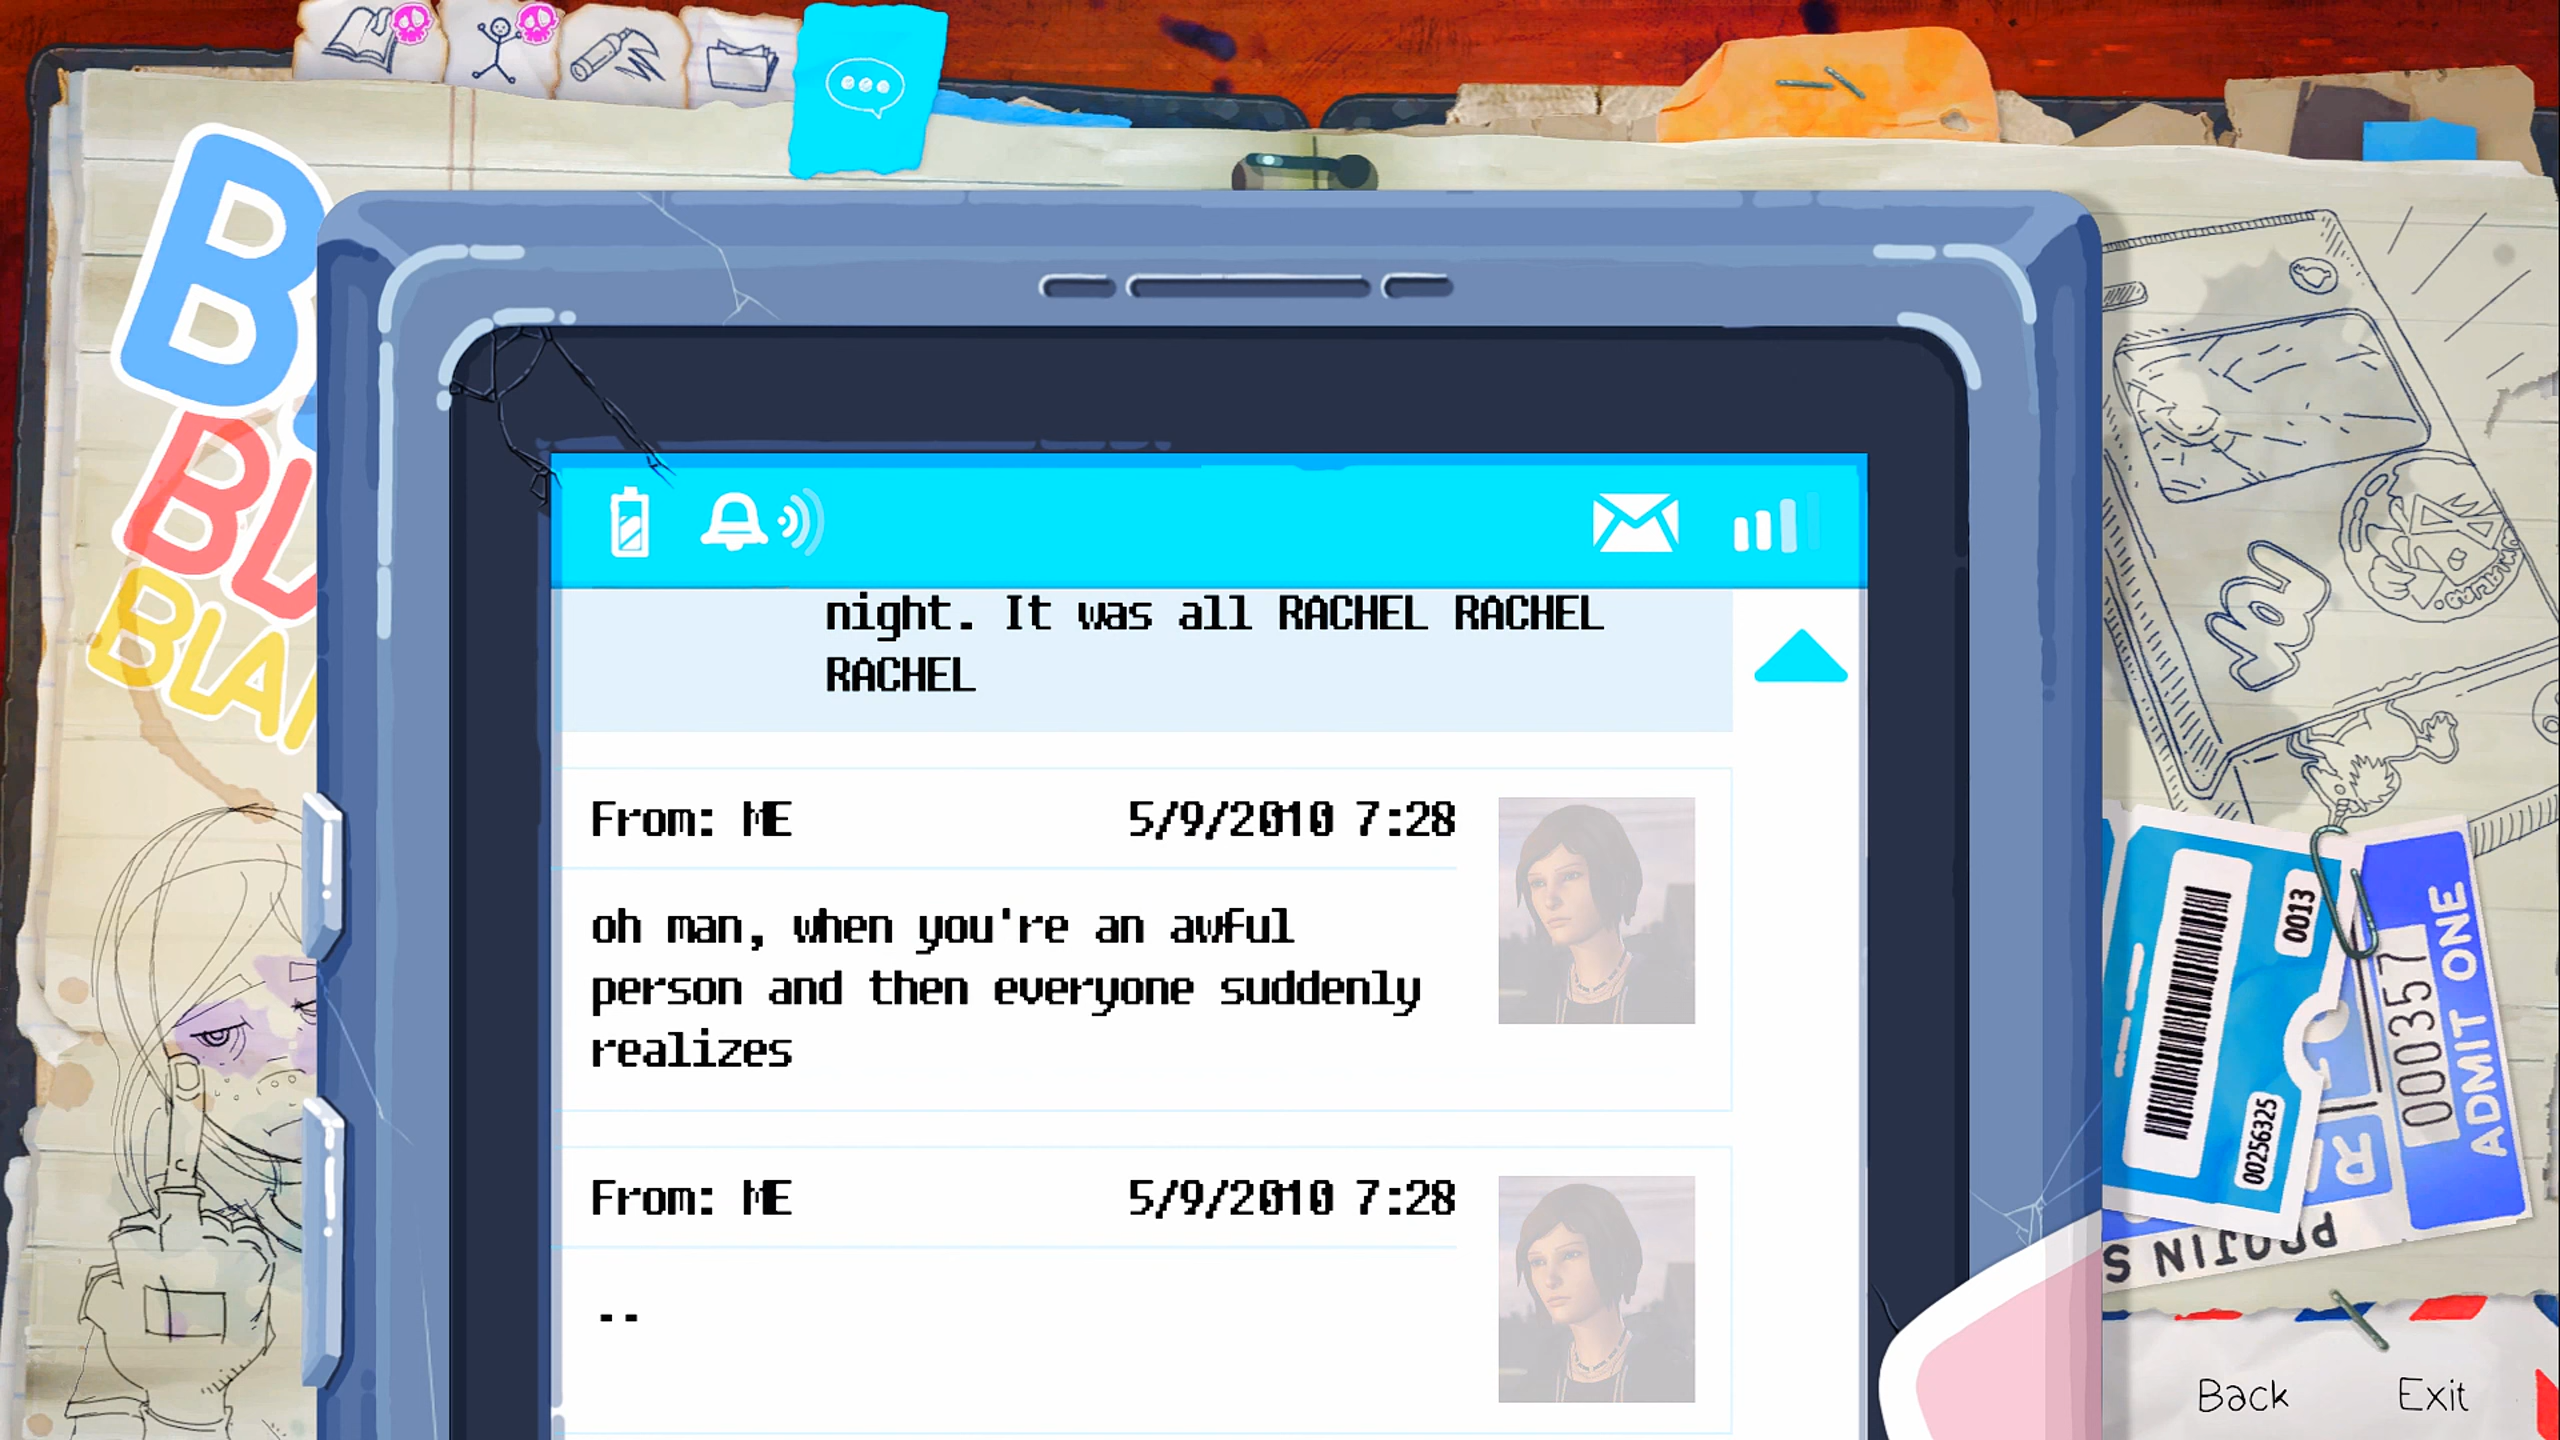 night. It was all RACHEL RACHEL
RACHEL
From: ME 5/9/2010 7:28
oh man, when you're an awful
person and then everyone suddenly
realizes
From: ME 5/9/2010 7:28
--
BLA
0013
00256325
000357
ADMIT ONE
Back Exit